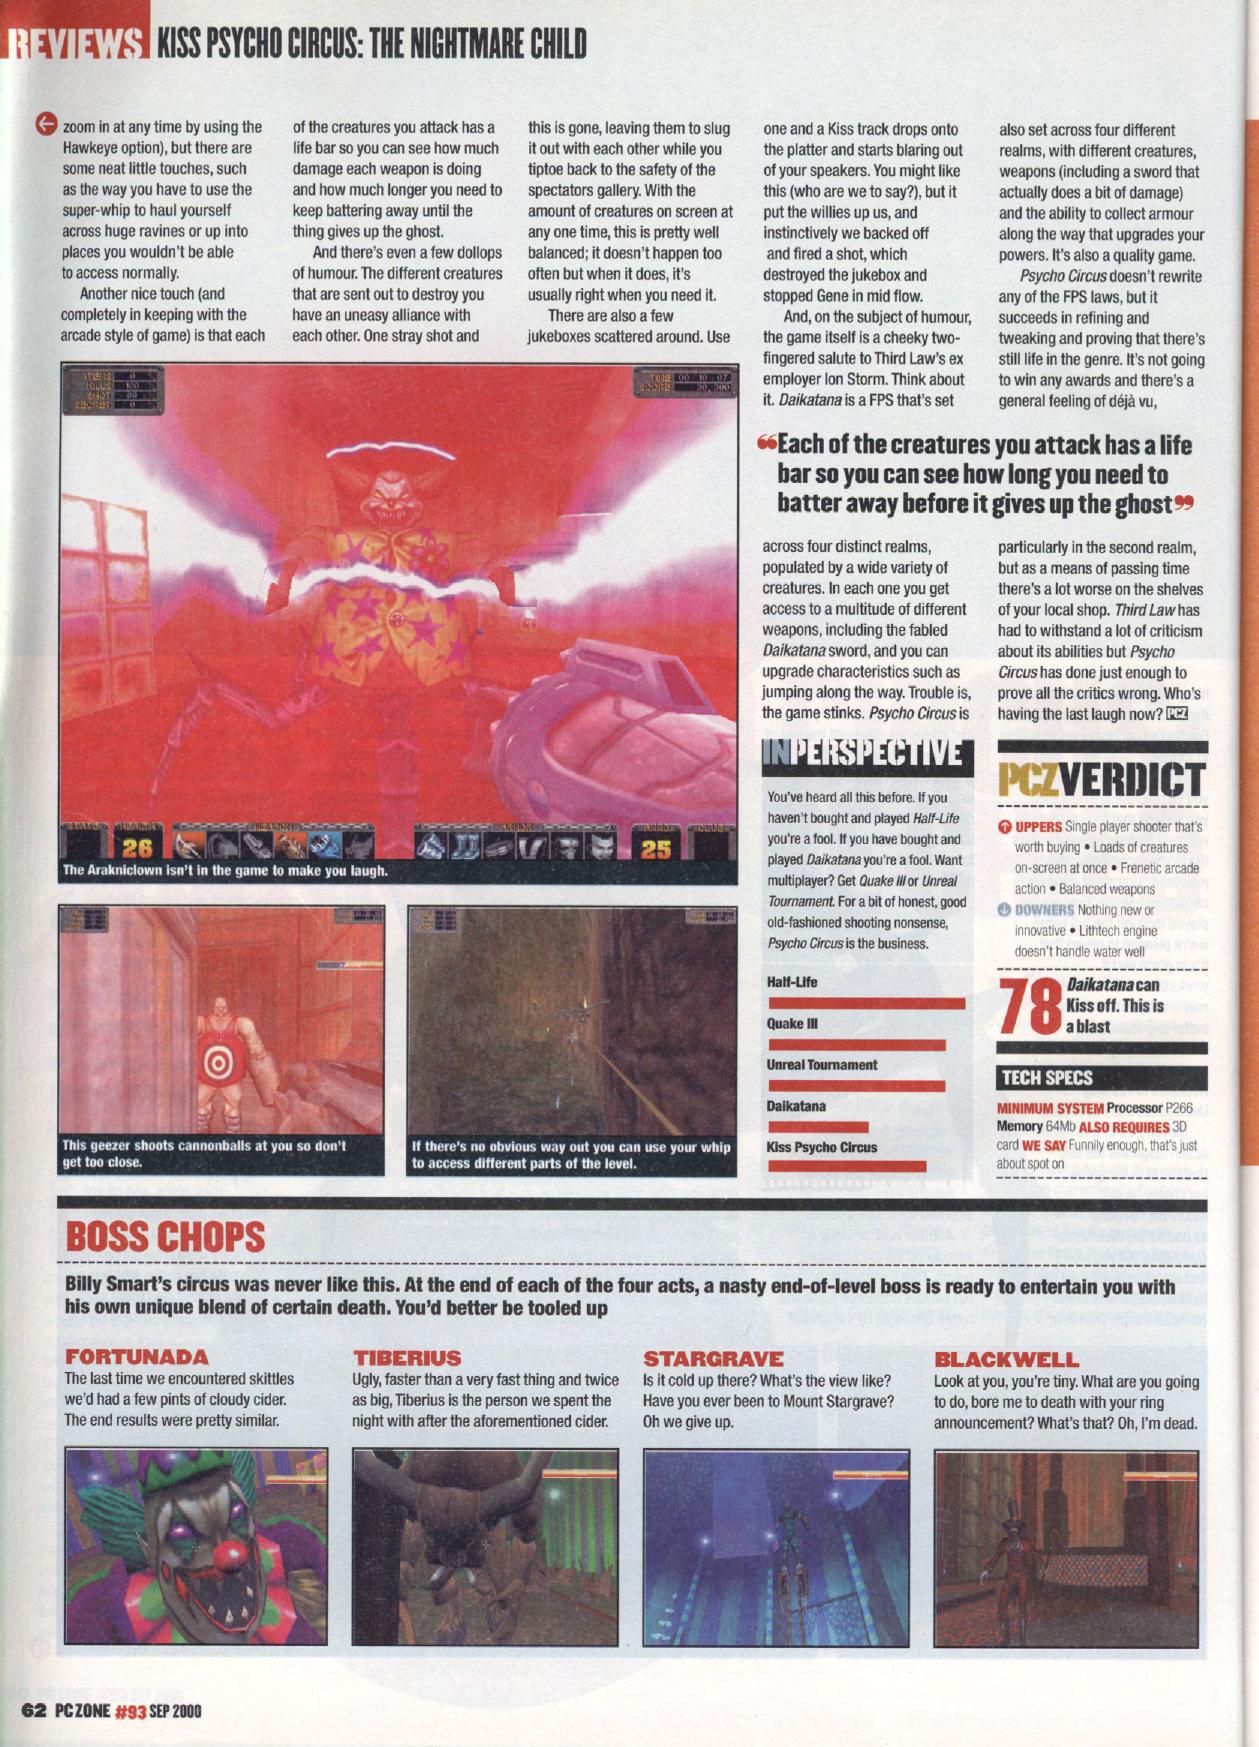 REVIEWS KISS PSYCHO CIRCUS: THE NIGHTMARE CHILD
zoom in at any time by using the
Hawkeye option), but there are
some neat little touches, such
as the way you have to use the
super-whip to haul yourself
across huge ravines or up into
places you wouldn't be able
to access normally.
Another nice touch (and
completely in keeping with the
arcade style of game) is that each
of the creatures you attack has a
life bar so you can see how much
damage each weapon is doing
and how much longer you need to
keep battering away until the
thing gives up the ghost.
And there's even a few dollops
of humour. The different creatures
that are sent out to destroy you
have an uneasy alliance with
each other. One stray shot and
this is gone, leaving them to slug
it out with each other while you
tiptoe back to the safety of the
spectators gallery. With the
amount of creatures on screen at
any one time, this is pretty well
balanced; it doesn't happen too
often but when it does, it's
usually right when you need it.
There are also a few
jukeboxes scattered around. Use
one and a Kiss track drops onto
the platter and starts blaring out
of your speakers. You might like
this (who are we to say?), but it
put the willies up us, and
instinctively we backed off
and fired a shot, which
destroyed the jukebox and
stopped Gene in mid flow.
And, on the subject of humour,
the game itself is a cheeky two-
fingered salute to Third Law's ex
employer Ion Storm. Think about
it. Daikatana is a FPS that's set
“Each of the creatures you attack has a life
bar so you can see how long you need to
batter away before it gives up the ghost”
across four distinct realms,
populated by a wide variety of
creatures. In each one you get
access to a multitude of different
weapons, including the fabled
Daikatana sword, and you can
upgrade characteristics such as
jumping along the way. Trouble is,
the game stinks. Psycho Circus is
also set across four different
realms, with different creatures,
weapons (including a sword that
actually does a bit of damage)
and the ability to collect armour
along the way that upgrades your
powers. It's also a quality game.
Psycho Circus doesn't rewrite
any of the FPS laws, but it
succeeds in refining and
tweaking and proving that there's
still life in the genre. It's not going
to win any awards and there's a
general feeling of déjà vu,
particularly in the second realm,
but as a means of passing time
there's a lot worse on the shelves
of your local shop. Third Law has
had to withstand a lot of criticism
about its abilities but Psycho
Circus has done just enough to
prove all the critics wrong. Who's
having the last laugh now? PCZ
ITEMS 0
KILLS 100
SHOT 89
SECRET 0
TIME 00 10 07
SCORE
HEALTH
WEAPON
26
25
The Arakniclown isn't in the game to make you laugh.
This geezer shoots cannonballs at you so don't
get too close.
If there's no obvious way out you can use your whip
to access different parts of the level.
INPERSPECTIVE
You've heard all this before. If you
haven't bought and played Half-Life
you're a fool. If you have bought and
played Daikatana you're a fool. Want
multiplayer? Get Quake III or Unreal
Tournament. For a bit of honest, good
old-fashioned shooting nonsense,
Psycho Circus is the business.
Half-Life
Quake III
Unreal Tournament
Daikatana
Kiss Psycho Circus
PCZVERDICT
UPPERS Single player shooter that's
worth buying • Loads of creatures
on-screen at once • Frenetic arcade
action • Balanced weapons
DOWNERS Nothing new or
innovative • Lithtech engine
doesn't handle water well
78
Daikatana can
Kiss off. This is
a blast
TECH SPECS
MINIMUM SYSTEM Processor P266
Memory 64Mb ALSO REQUIRES 3D
card WE SAY Funnily enough, that's just
about spot on
BOSS CHOPS
Billy Smart's circus was never like this. At the end of each of the four acts, a nasty end-of-level boss is ready to entertain you with
his own unique blend of certain death. You'd better be tooled up
FORTUNADA
The last time we encountered skittles
we'd had a few pints of cloudy cider.
The end results were pretty similar.
TIBERIUS
Ugly, faster than a very fast thing and twice
as big, Tiberius is the person we spent the
night with after the aforementioned cider.
STARGRAVE
Is it cold up there? What's the view like?
Have you ever been to Mount Stargrave?
Oh we give up.
BLACKWELL
Look at you, you're tiny. What are you going
to do, bore me to death with your ring
announcement? What's that? Oh, I'm dead.
62 PCZONE #93 SEP 2000